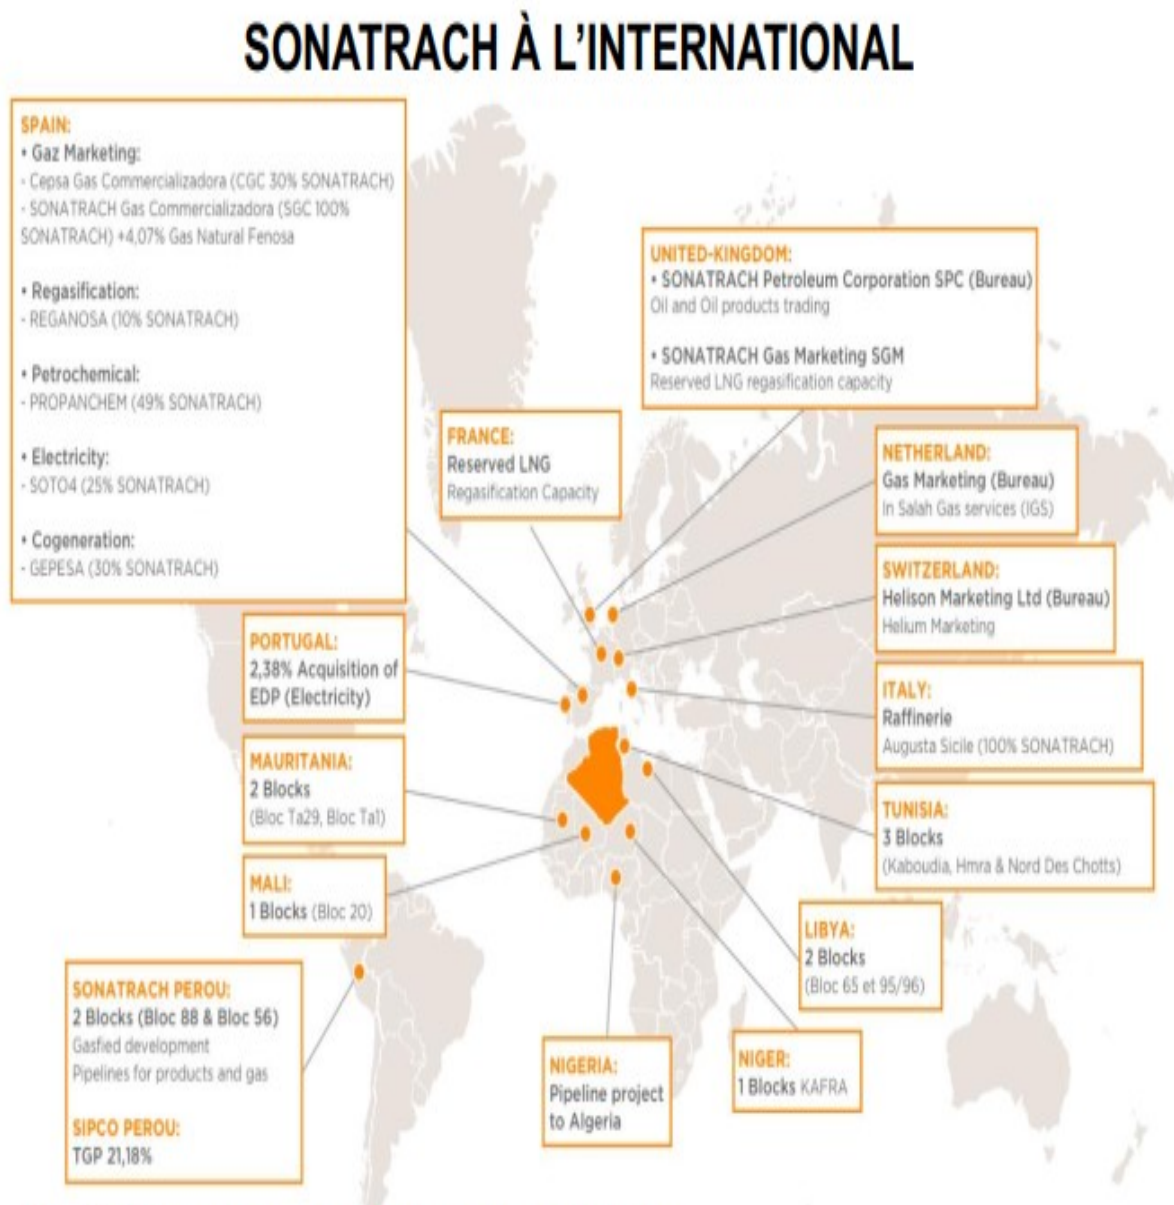 SONATRACH À L'INTERNATIONAL
SPAIN:
• Gaz Marketing:
- Cepsa Gas Commercializadora (CGC 30% SONATRACH)
- SONATRACH Gas Commercializadora (SGC 100%
SONATRACH) +4,07% Gas Natural Fenosa
• Regasification:
- REGANOSA (10% SONATRACH)
• Petrochemical:
- PROPANCHEM (49% SONATRACH)
• Electricity:
- SOTO4 (25% SONATRACH)
• Cogeneration:
- GEPESA (30% SONATRACH)
UNITED-KINGDOM:
• SONATRACH Petroleum Corporation SPC (Bureau)
Oil and Oil products trading
• SONATRACH Gas Marketing SGM
Reserved LNG regasification capacity
FRANCE:
Reserved LNG
Regasification Capacity
NETHERLAND:
Gas Marketing (Bureau)
In Salah Gas services (IGS)
SWITZERLAND:
Helison Marketing Ltd (Bureau)
Helium Marketing
PORTUGAL:
2,38% Acquisition of
EDP (Electricity)
ITALY:
Raffinerie
Augusta Sicile (100% SONATRACH)
MAURITANIA:
2 Blocks
(Bloc Ta29, Bloc Ta1)
TUNISIA:
3 Blocks
(Kaboudia, Hmra & Nord Des Chotts)
MALI:
1 Blocks (Bloc 20)
LIBYA:
2 Blocks
(Bloc 65 et 95/96)
SONATRACH PEROU:
2 Blocks (Bloc 88 & Bloc 56)
Gasfied development
Pipelines for products and gas
SIPCO PEROU:
TGP 21,18%
NIGERIA:
Pipeline project
to Algeria
NIGER:
1 Blocks KAFRA